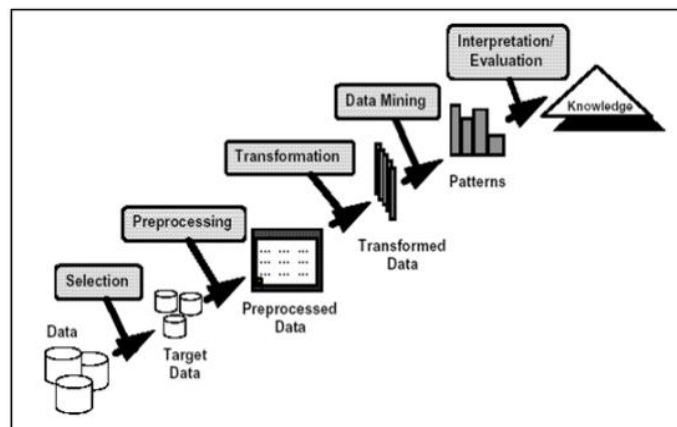 Interpretation/
Evaluation
Knowledge
Data Mining
Patterns
Transformation
Transformed
Data
Preprocessing
Preprocessed
Data
Selection
Target
Data
Data